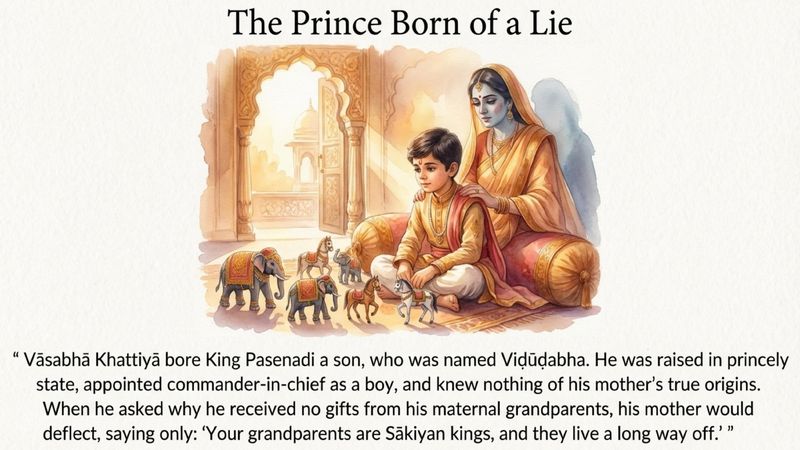 The Prince Born of a Lie
“ Vāsabhā Khattiyā bore King Pasenadi a son, who was named Viḍūḍabha. He was raised in princely
state, appointed commander-in-chief as a boy, and knew nothing of his mother’s true origins.
When he asked why he received no gifts from his maternal grandparents, his mother would
deflect, saying only: ‘Your grandparents are Sākiyan kings, and they live a long way off.’ ”